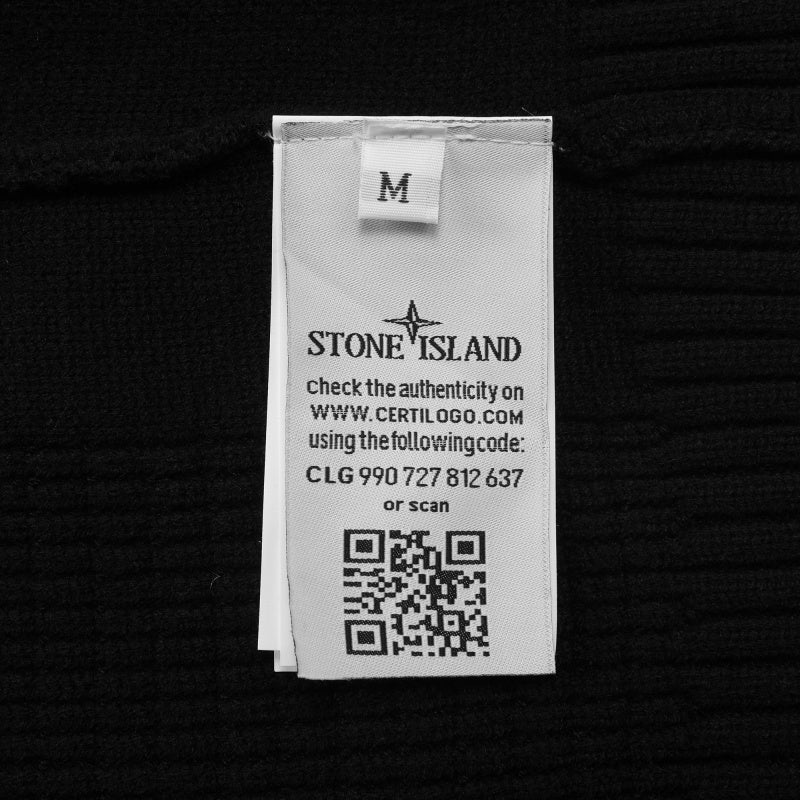 M
STONE ISLAND
Check the authenticity on
WWW.CERTILOGO.COM
using the following code:
CLG 990 727 812 637
or scan